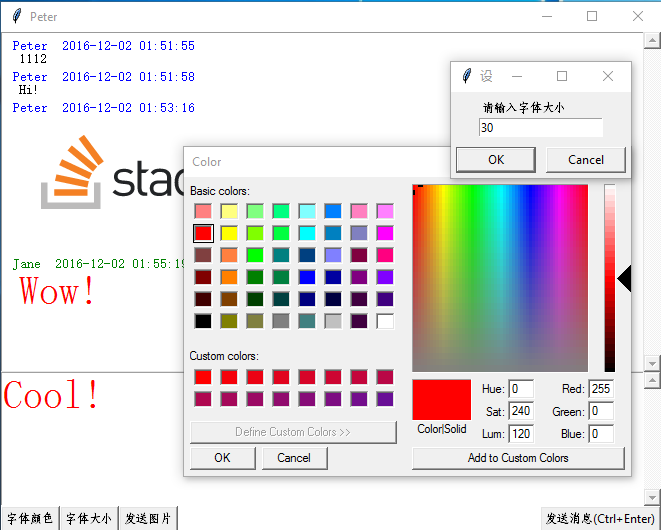 Peter
Peter 2016-12-02 01:51:55
1112
Peter 2016-12-02 01:51:58
Hi!
Peter 2016-12-02 01:53:16
stac
Jane 2016-12-02 01:55:19
Wow!
Cool!
字体颜色 字体大小 发送图片 发送消息(Ctrl+Enter)
设
请输入字体大小
30
OK Cancel
Color
Basic colors:
Custom colors:
Define Custom Colors >>
OK Cancel
Color|Solid
Hue: 0 Red: 255
Sat: 240 Green: 0
Lum: 120 Blue: 0
Add to Custom Colors